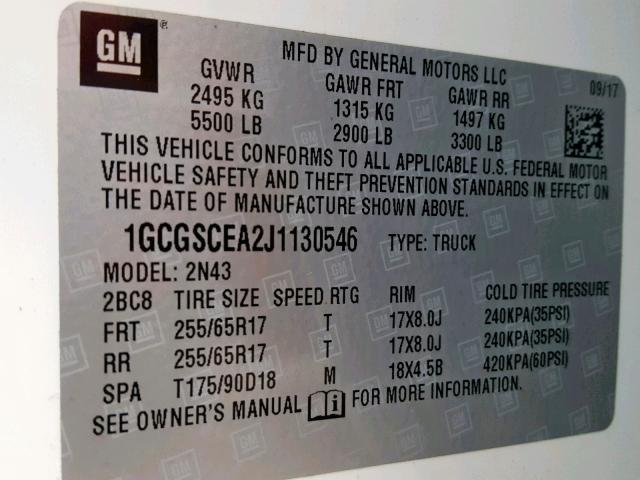 GM ®
MFD BY GENERAL MOTORS LLC
09/17
GVWR GAWR FRT GAWR RR
2495 KG 1315 KG 1497 KG
5500 LB 2900 LB 3300 LB
THIS VEHICLE CONFORMS TO ALL APPLICABLE U.S. FEDERAL MOTOR
VEHICLE SAFETY AND THEFT PREVENTION STANDARDS IN EFFECT ON
THE DATE OF MANUFACTURE SHOWN ABOVE.
1GCGSCEA2J1130546 TYPE: TRUCK
MODEL: 2N43
2BC8 TIRE SIZE SPEED RTG RIM COLD TIRE PRESSURE
FRT 255/65R17 T 17X8.0J 240KPA(35PSI)
RR 255/65R17 T 17X8.0J 240KPA(35PSI)
SPA T175/90D18 M 18X4.5B 420KPA(60PSI)
SEE OWNER'S MANUAL i FOR MORE INFORMATION.